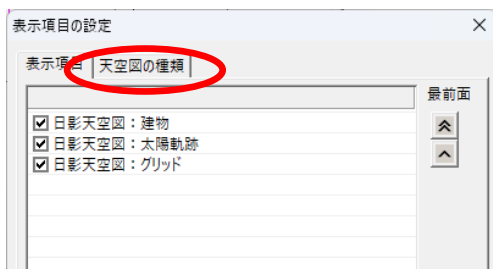 表示項目の設定
表示項目 天空図の種類
最前面
日影天空図：建物
日影天空図：太陽軌跡
日影天空図：グリッド